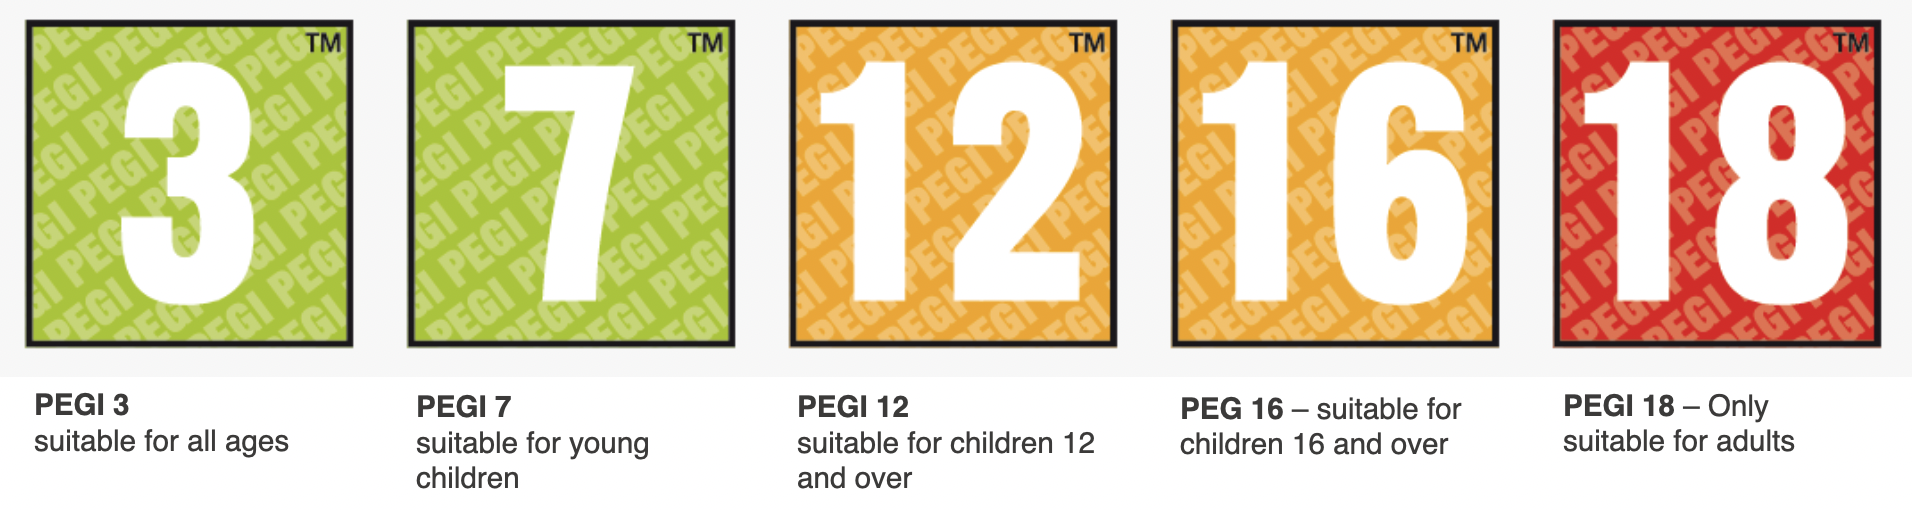 3 TM
7 TM
12 TM
16 TM
18 TM
PEGI 3
suitable for all ages
PEGI 7
suitable for young
children
PEGI 12
suitable for children 12
and over
PEG 16 – suitable for
children 16 and over
PEGI 18 – Only
suitable for adults